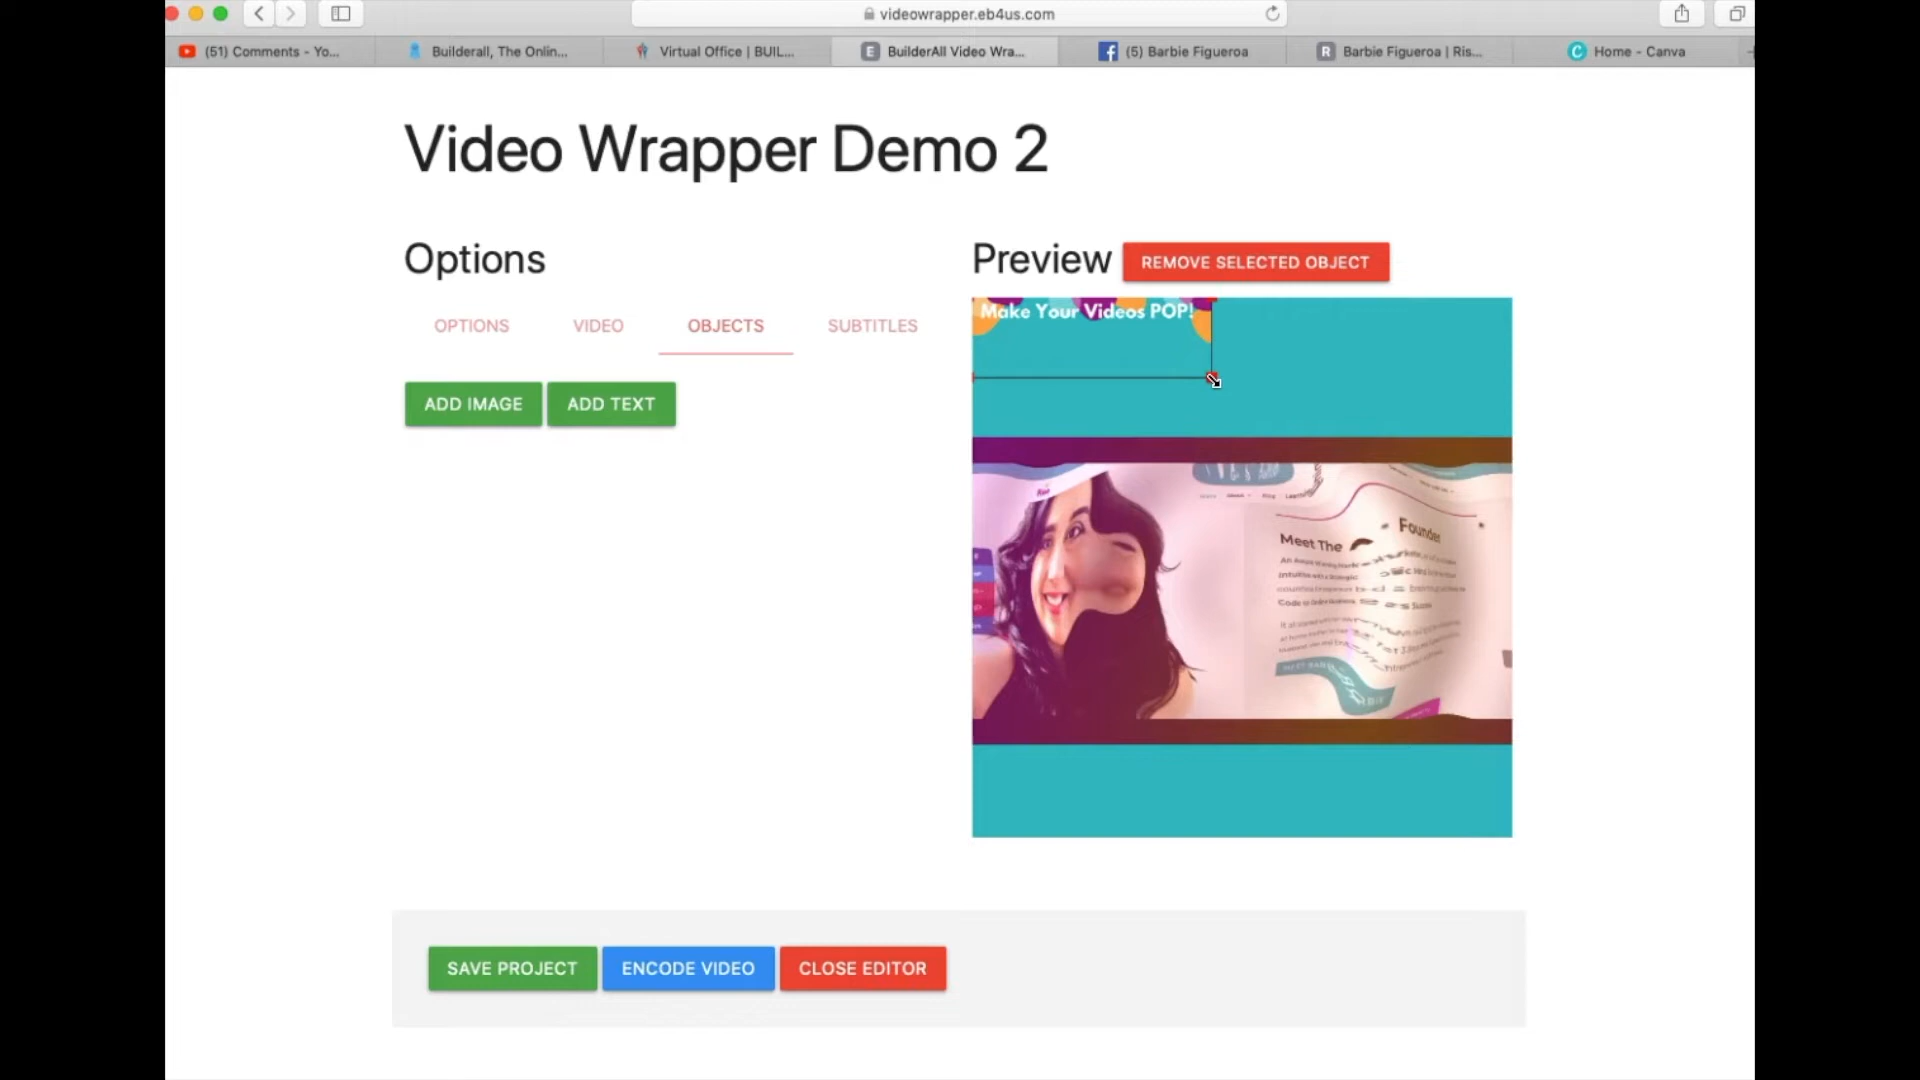 videowrapper.eb4us.com
(51) Comments - Yo...
Builderall, The Onlin...
Virtual Office | BUIL...
E BuilderAll Video Wra...
(5) Barbie Figueroa
R Barbie Figueroa | Ris...
C Home - Canva
Video Wrapper Demo 2
Options
Preview
REMOVE SELECTED OBJECT
OPTIONS
VIDEO
OBJECTS
SUBTITLES
ADD IMAGE
ADD TEXT
Make Your Videos POP!
Meet The
Founder
SAVE PROJECT
ENCODE VIDEO
CLOSE EDITOR